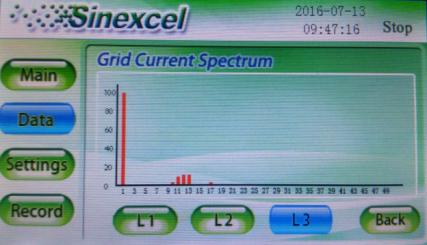 Sinexcel
2016-07-13
09:47:16 Stop
Main
Data
Settings
Record
Grid Current Spectrum
100
80
60
40
20
0
1 3 5 7 9 11 13 15 17 19 21 23 25 27 29 31 33 35 37 39 41 43 45 47 49
L1 L2 L3 Back